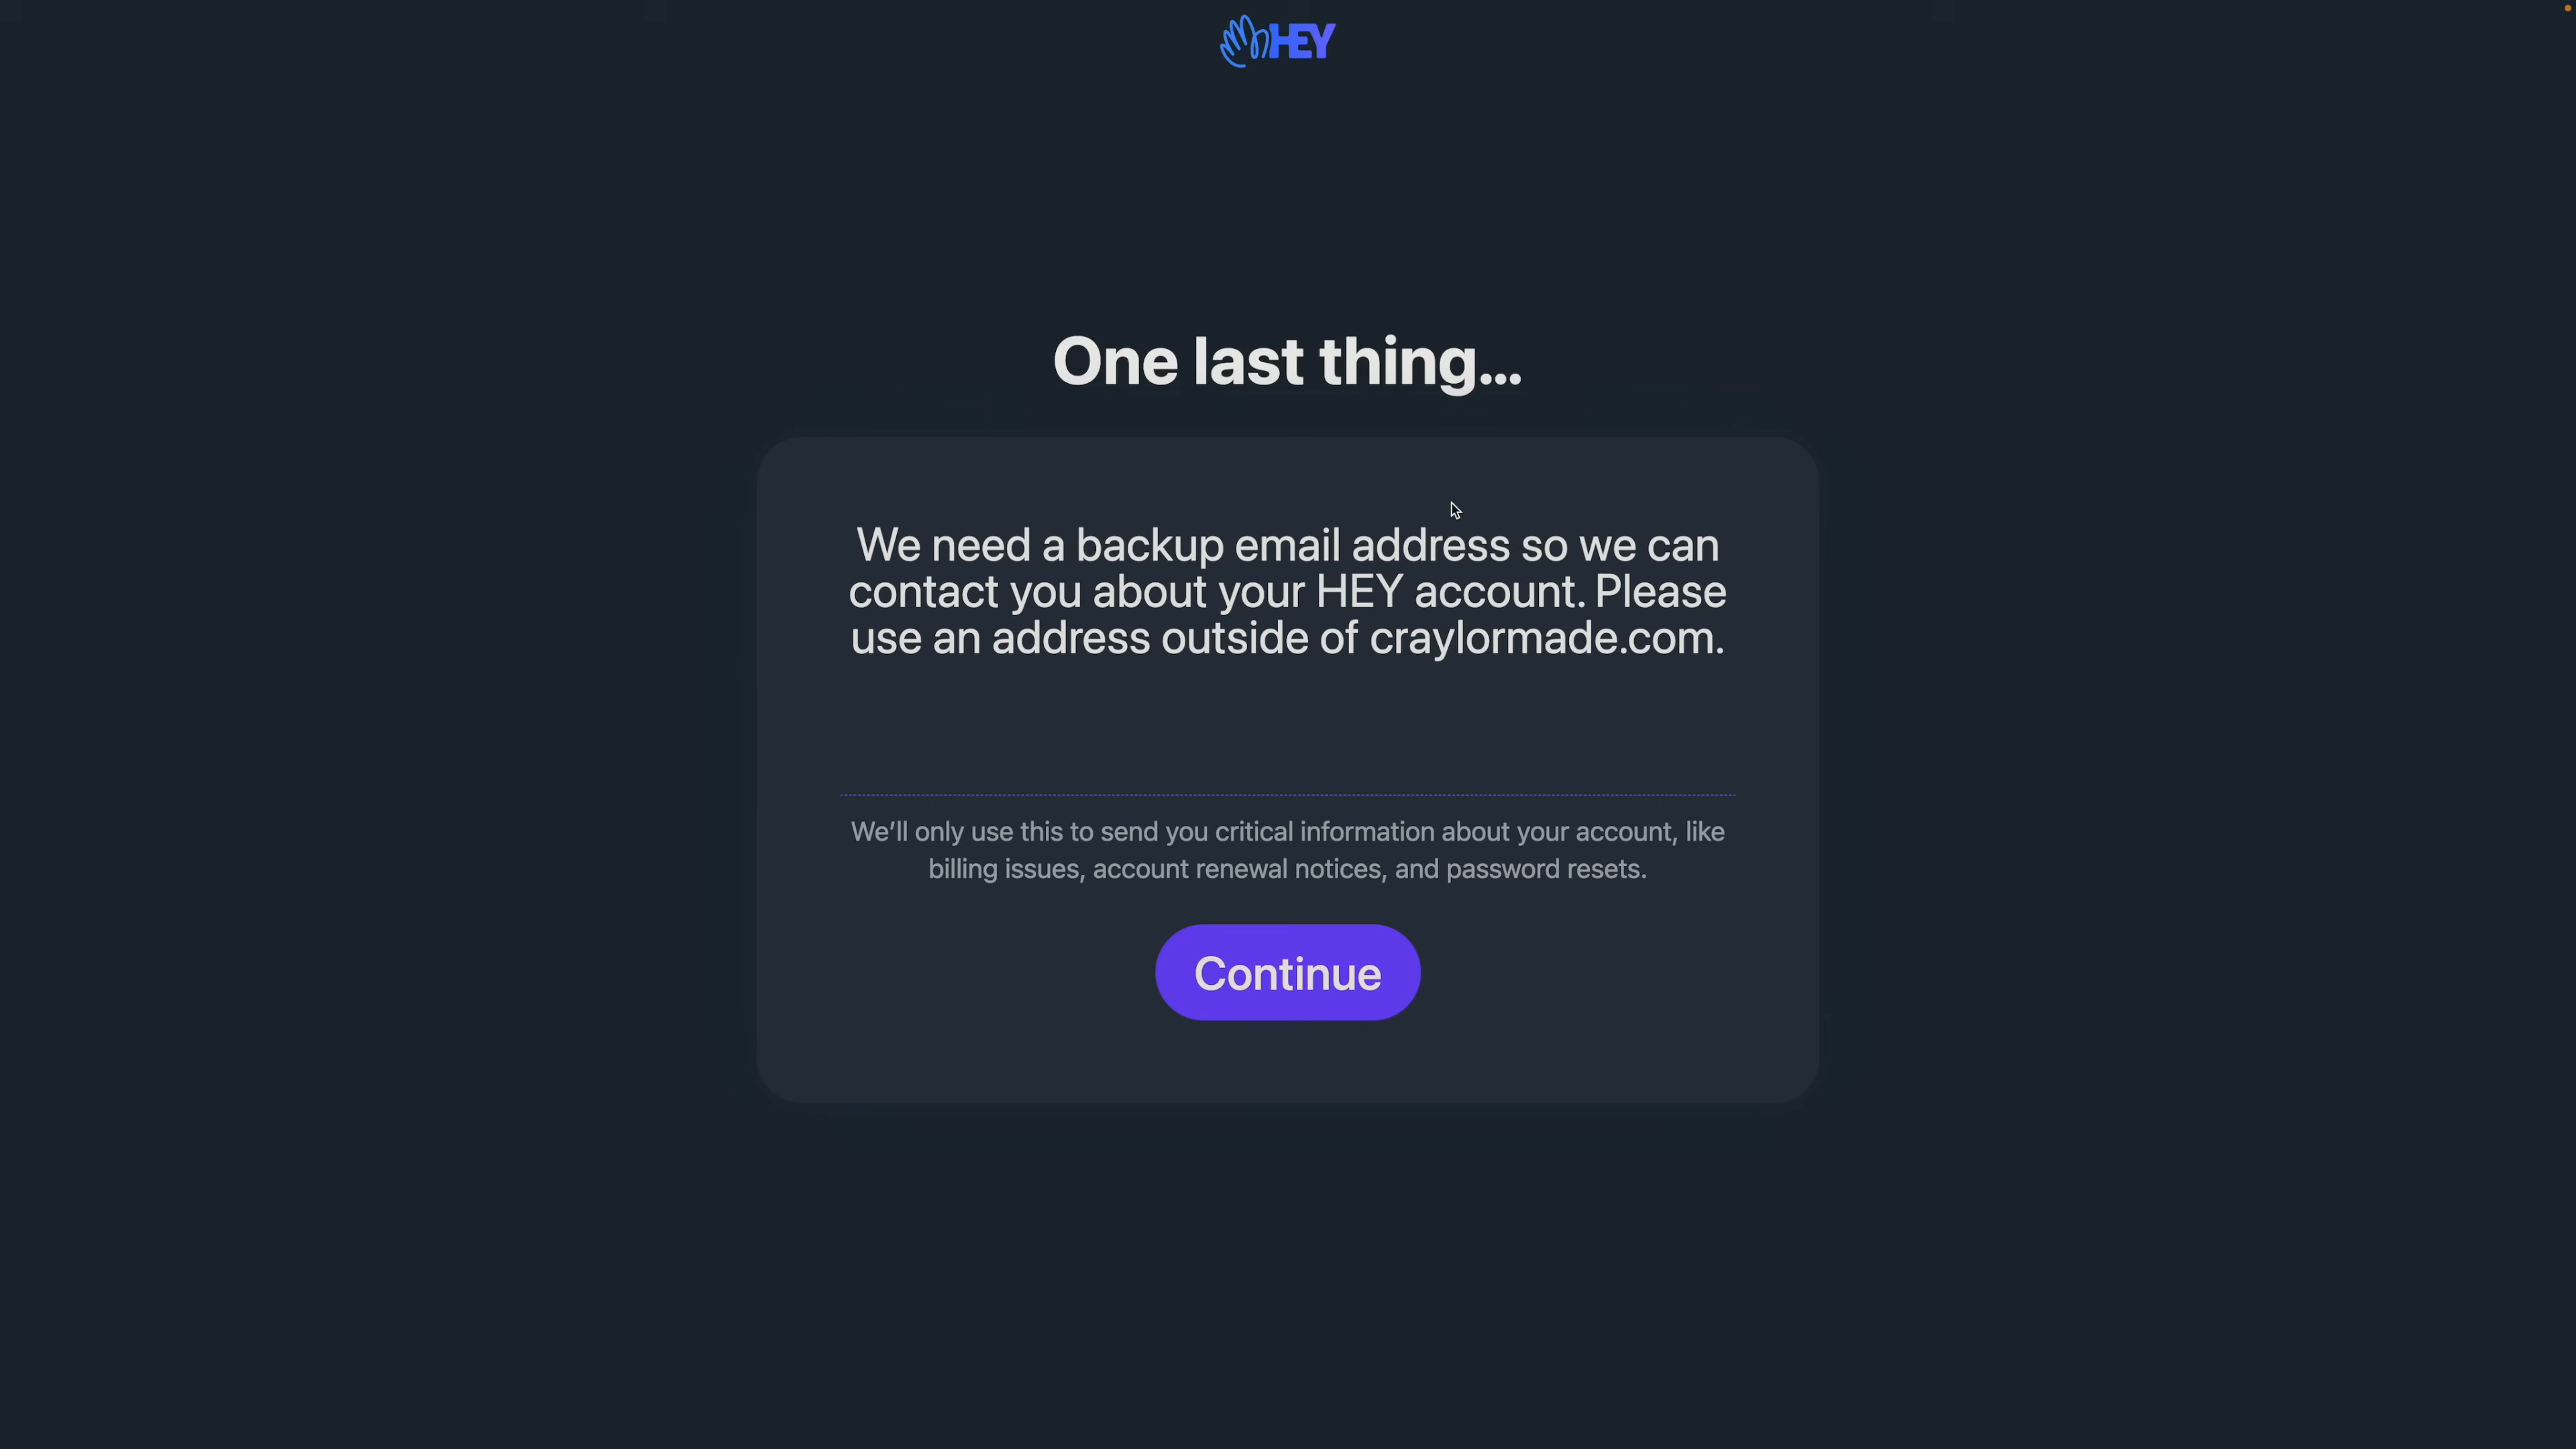 HEY
One last thing...
We need a backup email address so we can
contact you about your HEY account. Please
use an address outside of craylormade.com.
We’ll only use this to send you critical information about your account, like
billing issues, account renewal notices, and password resets.
Continue